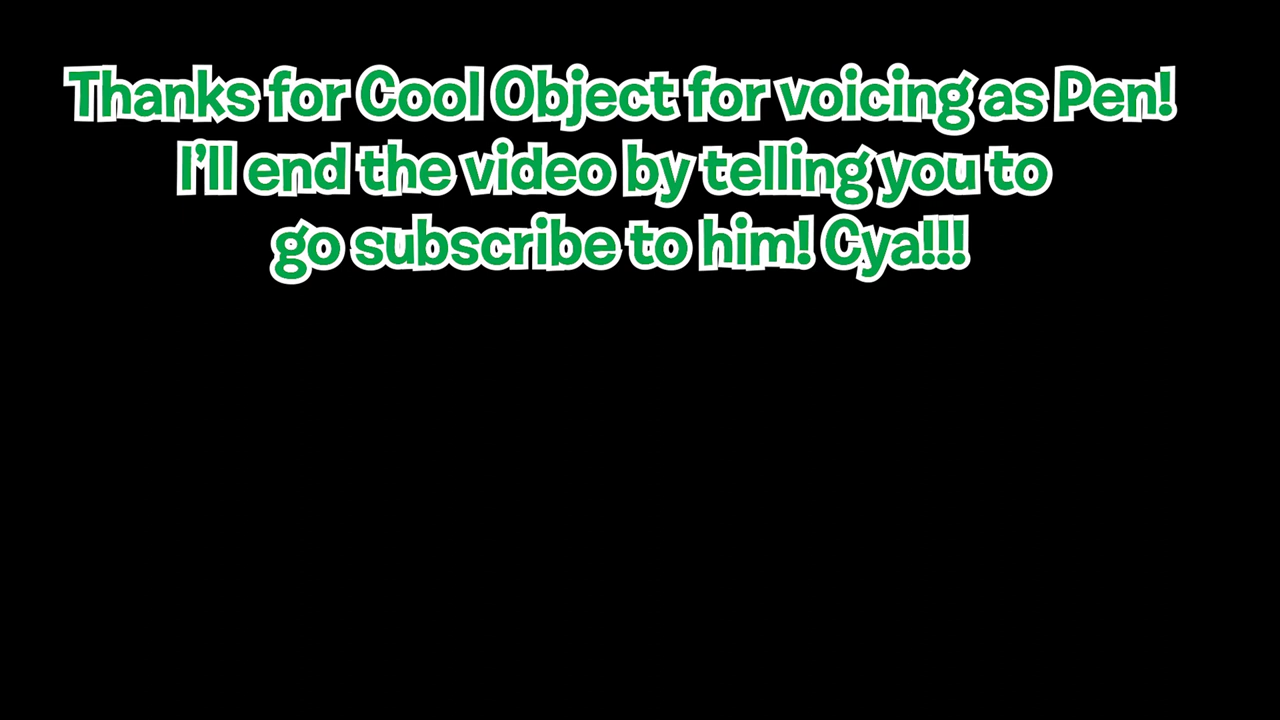 Thanks for Cool Object for voicing as Pen!
I'll end the video by telling you to
go subscribe to him! Cya!!!